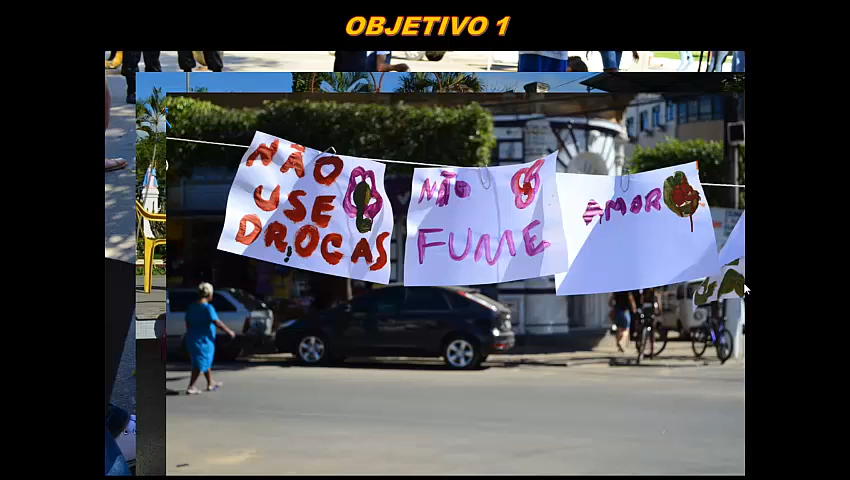 OBJETIVO 1
NÃO
USE
DROGAS
NÃO
FUME
AMOR